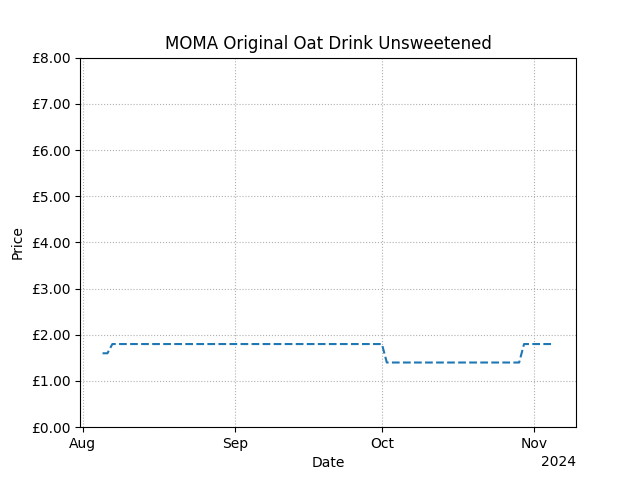 MOMA Original Oat Drink Unsweetened
£8.00
£7.00
£6.00
£5.00
£4.00
£3.00
£2.00
£1.00
£0.00
Price
Aug Sep Oct Nov
Date
2024